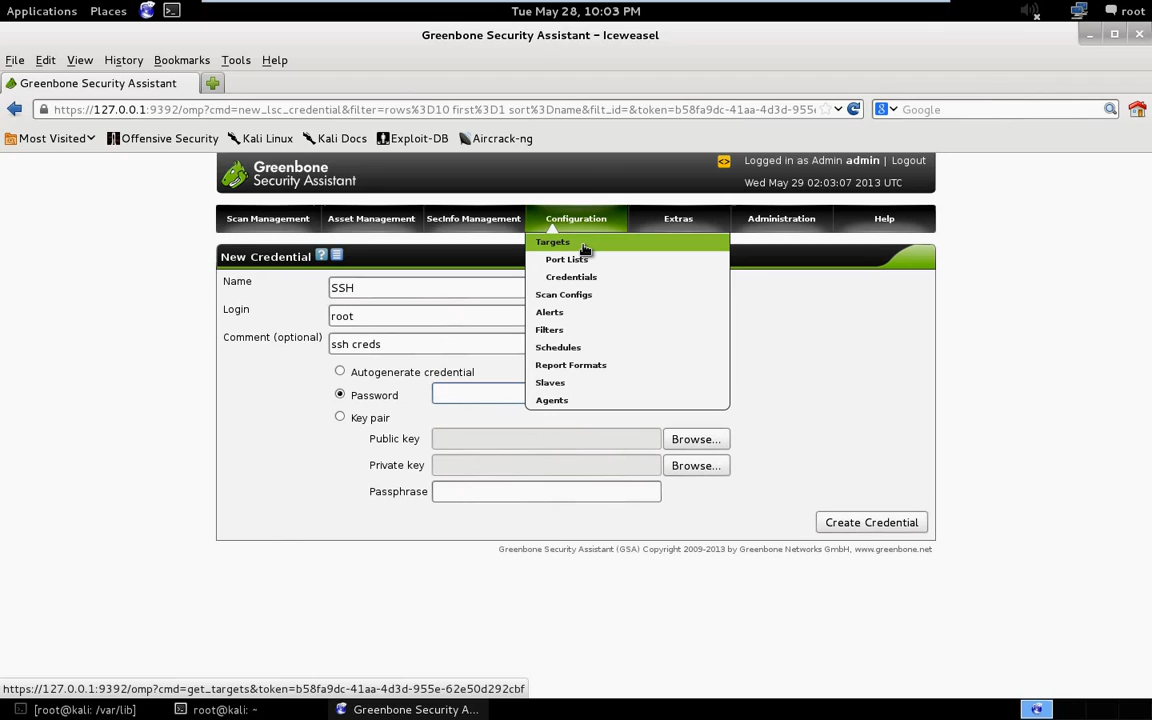 Applications Places Tue May 28, 10:03 PM root
Greenbone Security Assistant - Iceweasel
File Edit View History Bookmarks Tools Help
Greenbone Security Assistant
https://127.0.0.1:9392/omp?cmd=new_lsc_credential&filter=rows%3D10 first%3D1 sort%3Dname&filt_id=&token=b58fa9dc-41aa-4d3d-955e Google
Most Visited Offensive Security Kali Linux Kali Docs Exploit-DB Aircrack-ng
Greenbone
Security Assistant
Logged in as Admin admin | Logout
Wed May 29 02:03:07 2013 UTC
Scan Management Asset Management SecInfo Management Configuration Extras Administration Help
New Credential ?
Targets
Port Lists
Credentials
Scan Configs
Alerts
Filters
Schedules
Report Formats
Slaves
Agents
Name SSH
Login root
Comment (optional) ssh creds
Autogenerate credential
Password
Key pair
Public key Browse...
Private key Browse...
Passphrase
Create Credential
Greenbone Security Assistant (GSA) Copyright 2009-2013 by Greenbone Networks GmbH, www.greenbone.net
https://127.0.0.1:9392/omp?cmd=get_targets&token=b58fa9dc-41aa-4d3d-955e-62e50d292cbf
[root@kali: /var/lib] root@kali: ~ Greenbone Security A...